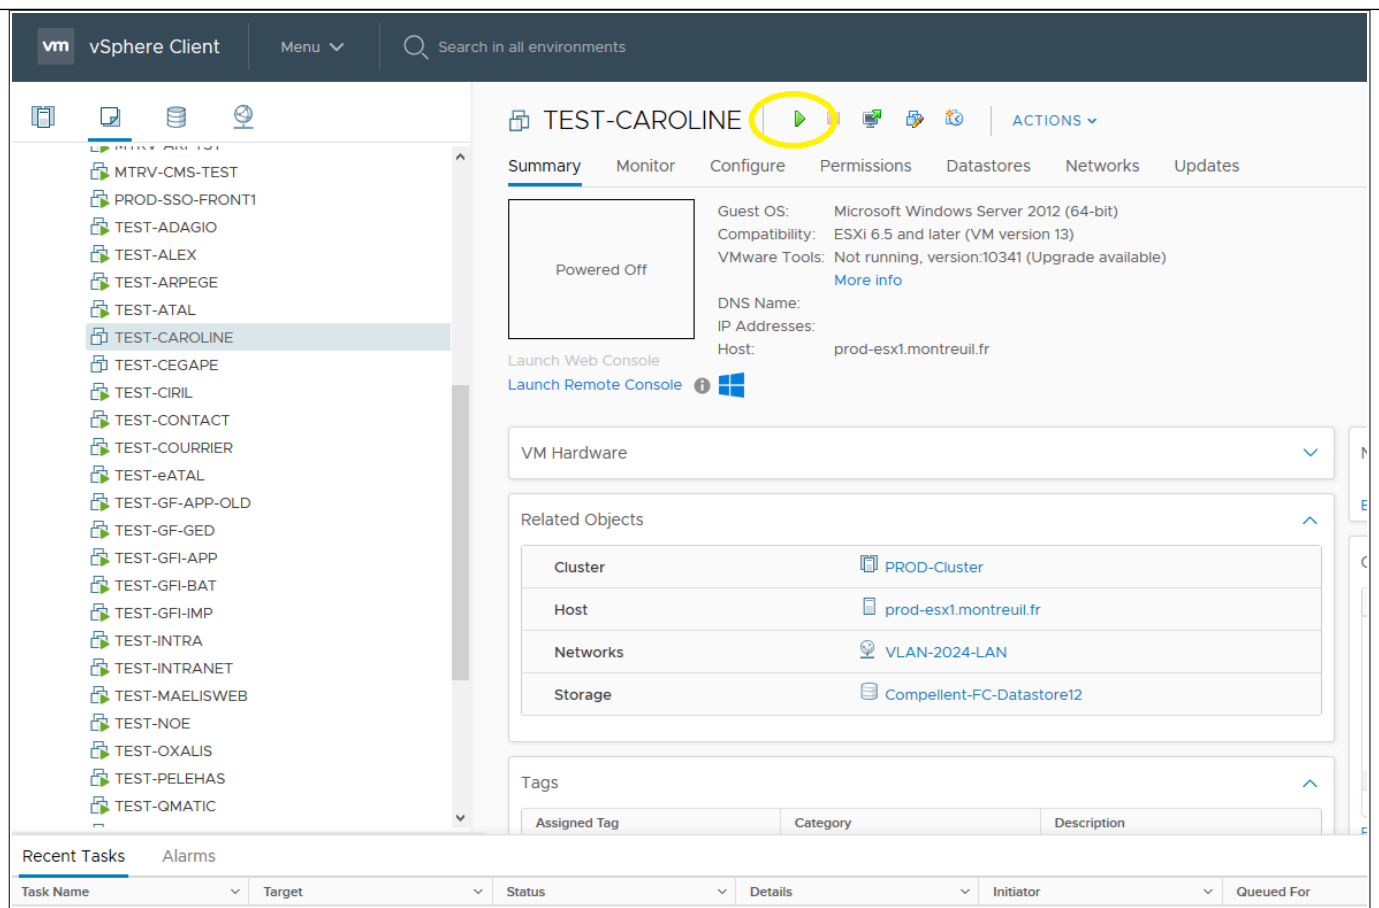 vm vSphere Client Menu Search in all environments
TEST-CAROLINE ACTIONS
Summary Monitor Configure Permissions Datastores Networks Updates
MTRV-CMS-TEST
PROD-SSO-FRONT1
TEST-ADAGIO
TEST-ALEX
TEST-ARPEGE
TEST-ATAL
TEST-CAROLINE
TEST-CEGAPE
TEST-CIRIL
TEST-CONTACT
TEST-COURRIER
TEST-eATAL
TEST-GF-APP-OLD
TEST-GF-GED
TEST-GFI-APP
TEST-GFI-BAT
TEST-GFI-IMP
TEST-INTRA
TEST-INTRANET
TEST-MAELISWEB
TEST-NOE
TEST-OXALIS
TEST-PELEHAS
TEST-QMATIC
Powered Off
Launch Web Console
Launch Remote Console
Guest OS: Microsoft Windows Server 2012 (64-bit)
Compatibility: ESXi 6.5 and later (VM version 13)
VMware Tools: Not running, version:10341 (Upgrade available)
More info
DNS Name:
IP Addresses:
Host: prod-esx1.montreuil.fr
VM Hardware
Related Objects
Cluster PROD-Cluster
Host prod-esx1.montreuil.fr
Networks VLAN-2024-LAN
Storage Compellent-FC-Datastore12
Tags
Assigned Tag Category Description
Recent Tasks Alarms
Task Name Target Status Details Initiator Queued For